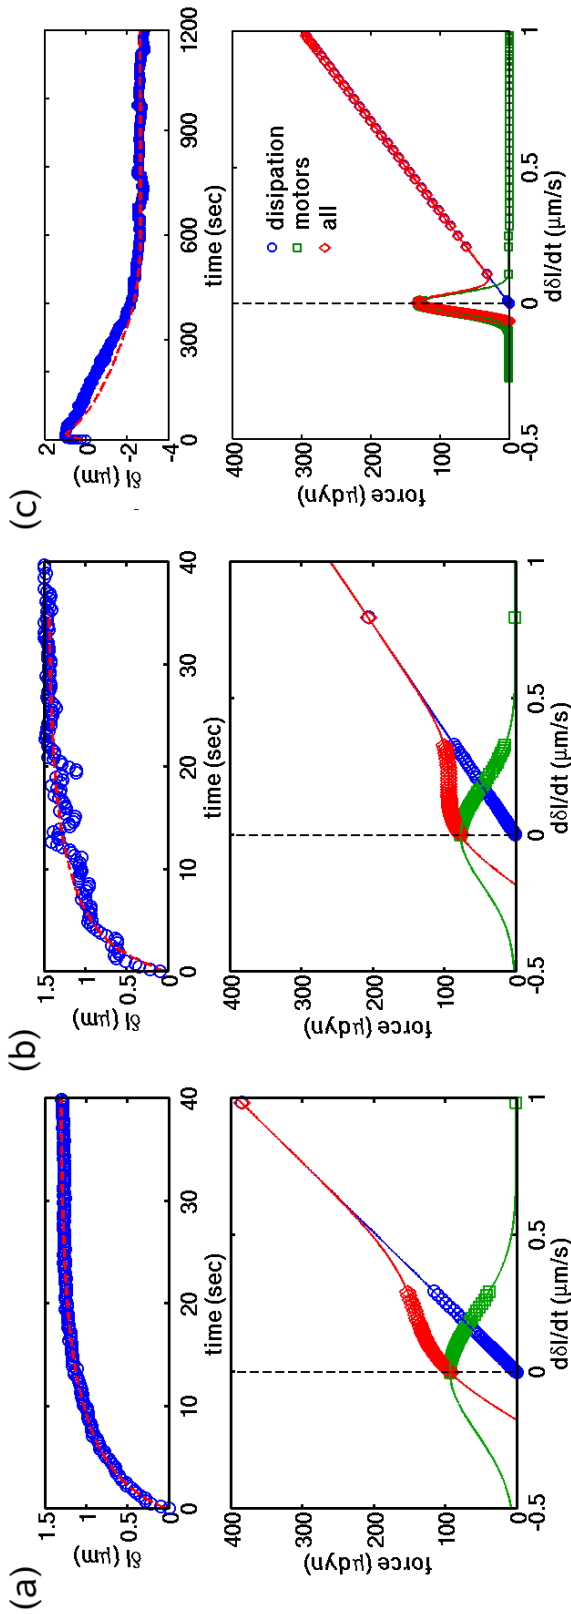 (a)
1.5
1
0.5
0
δl (μm)
0 10 20 30 40
time (sec)
400
300
200
100
0
force (μdyn)
-0.5 0 0.5 1
dδl/dt (μm/s)
(b)
1.5
1
0.5
0
δl (μm)
0 10 20 30 40
time (sec)
400
300
200
100
0
force (μdyn)
-0.5 0 0.5 1
dδl/dt (μm/s)
(c)
2
0
-2
-4
δl (μm)
0 300 600 900 1200
time (sec)
400
300
200
100
0
force (μdyn)
disipation
motors
all
-0.5 0 0.5 1
dδl/dt (μm/s)